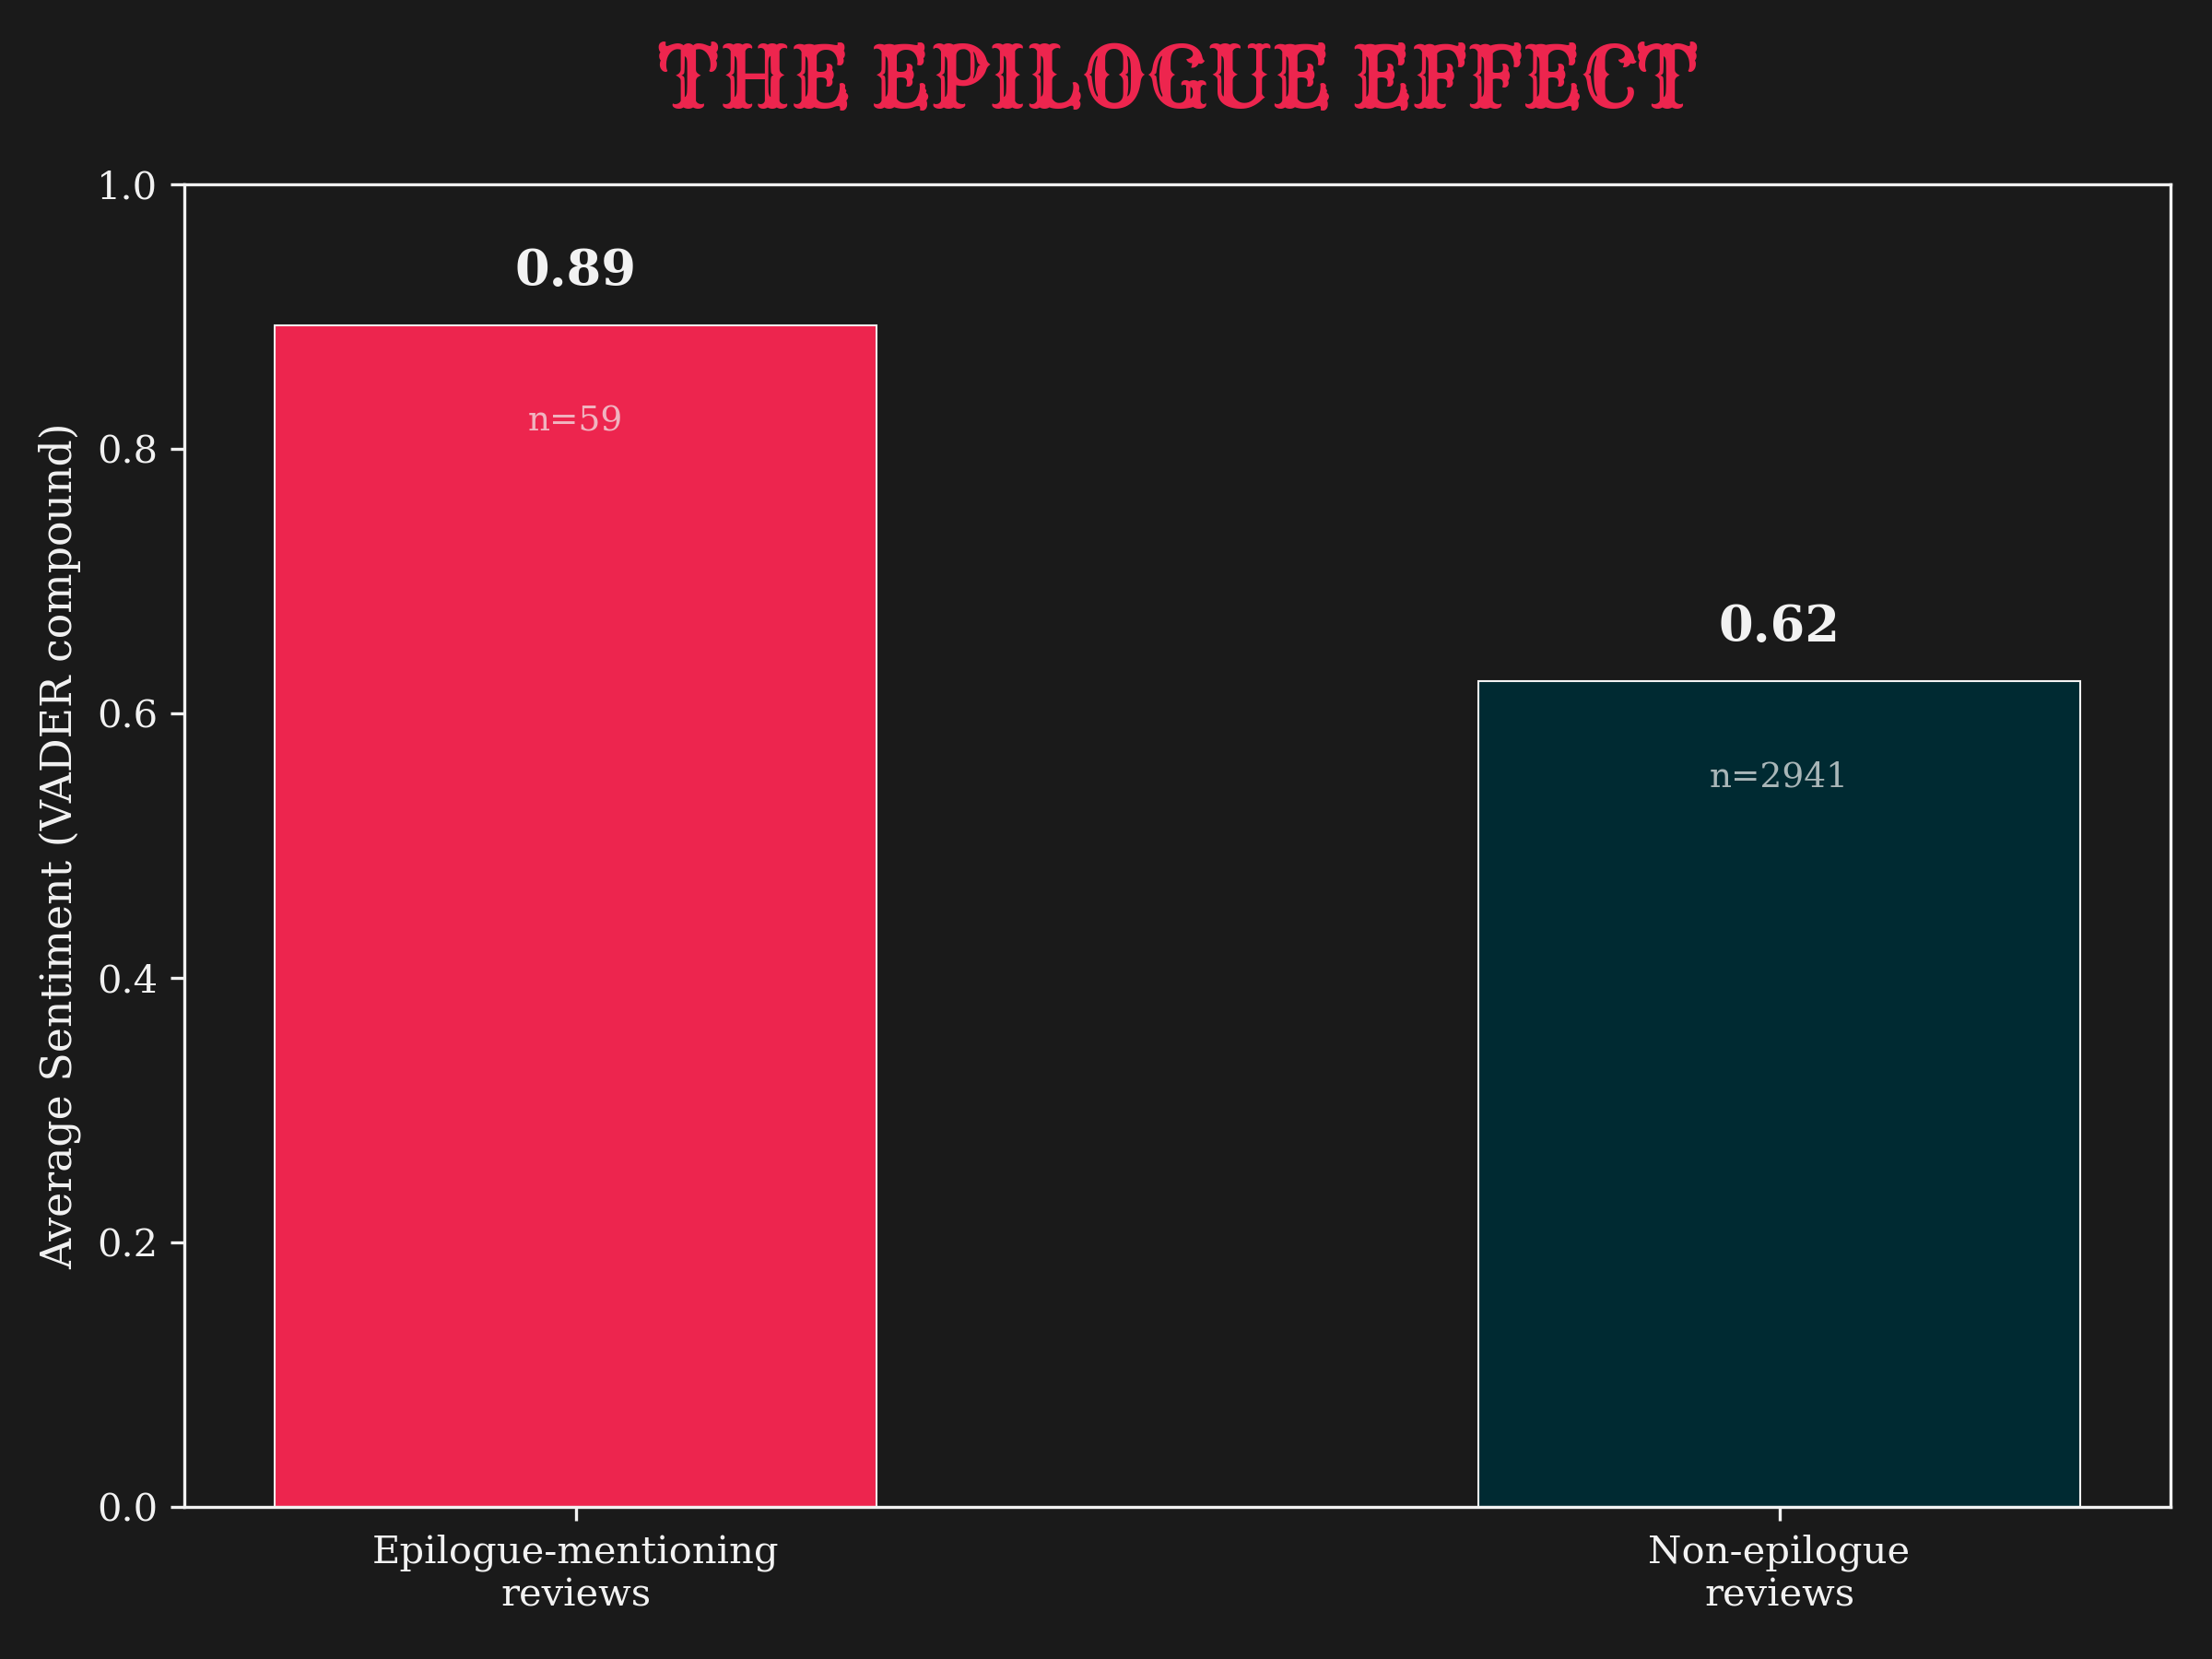 THE EPILOGUE EFFECT
Average Sentiment (VADER compound)
1.0
0.8
0.6
0.4
0.2
0.0
0.89
n=59
0.62
n=2941
Epilogue-mentioning
reviews
Non-epilogue
reviews